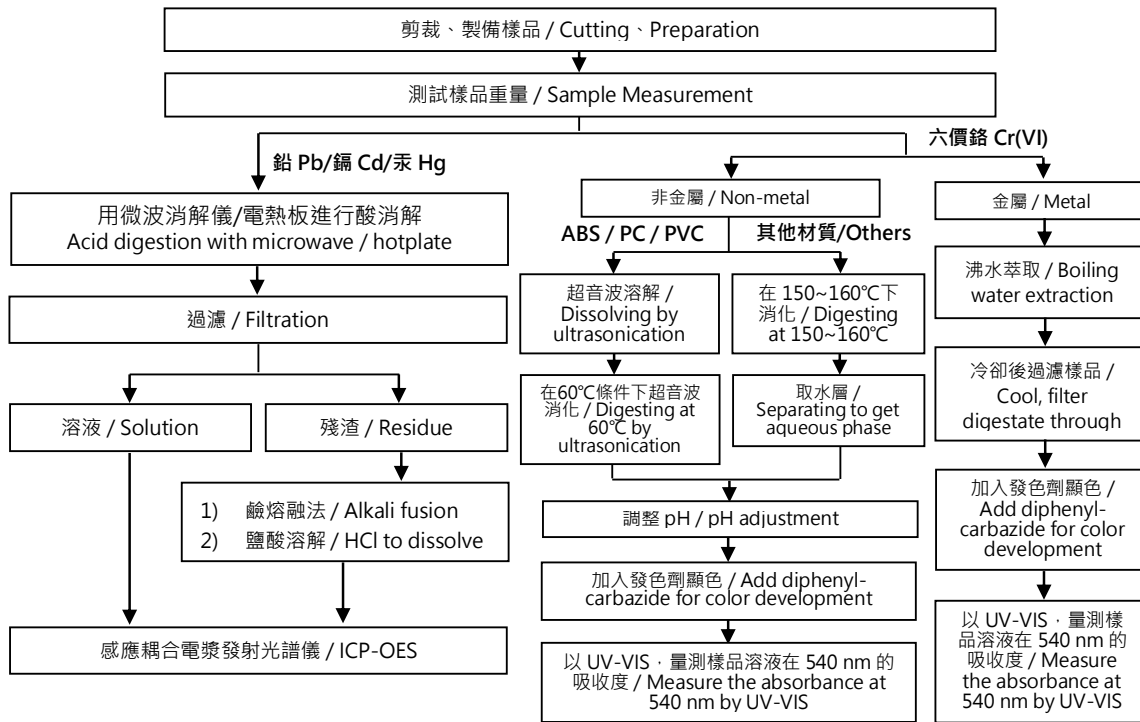 剪裁、製備樣品 / Cutting、Preparation
測試樣品重量 / Sample Measurement
鉛 Pb/鎘 Cd/汞 Hg
用微波消解儀/電熱板進行酸消解
Acid digestion with microwave / hotplate
過濾 / Filtration
溶液 / Solution
殘渣 / Residue
1) 鹼熔融法 / Alkali fusion
2) 鹽酸溶解 / HCl to dissolve
感應耦合電漿發射光譜儀 / ICP-OES
六價鉻 Cr(VI)
非金屬 / Non-metal
ABS / PC / PVC
超音波溶解 /
Dissolving by
ultrasonication
在60℃條件下超音波
消化 / Digesting at
60℃ by
ultrasonication
其他材質/Others
在 150~160℃下
消化 / Digesting
at 150~160℃
取水層 /
Separating to get
aqueous phase
調整 pH / pH adjustment
加入發色劑顯色 / Add diphenyl-
carbazide for color development
以 UV-VIS，量測樣品溶液在 540 nm 的
吸收度 / Measure the absorbance at
540 nm by UV-VIS
金屬 / Metal
沸水萃取 / Boiling
water extraction
冷卻後過濾樣品 /
Cool, filter
digestate through
加入發色劑顯色 /
Add diphenyl-
carbazide for color
development
以 UV-VIS，量測樣
品溶液在 540 nm 的
吸收度 / Measure
the absorbance at
540 nm by UV-VIS